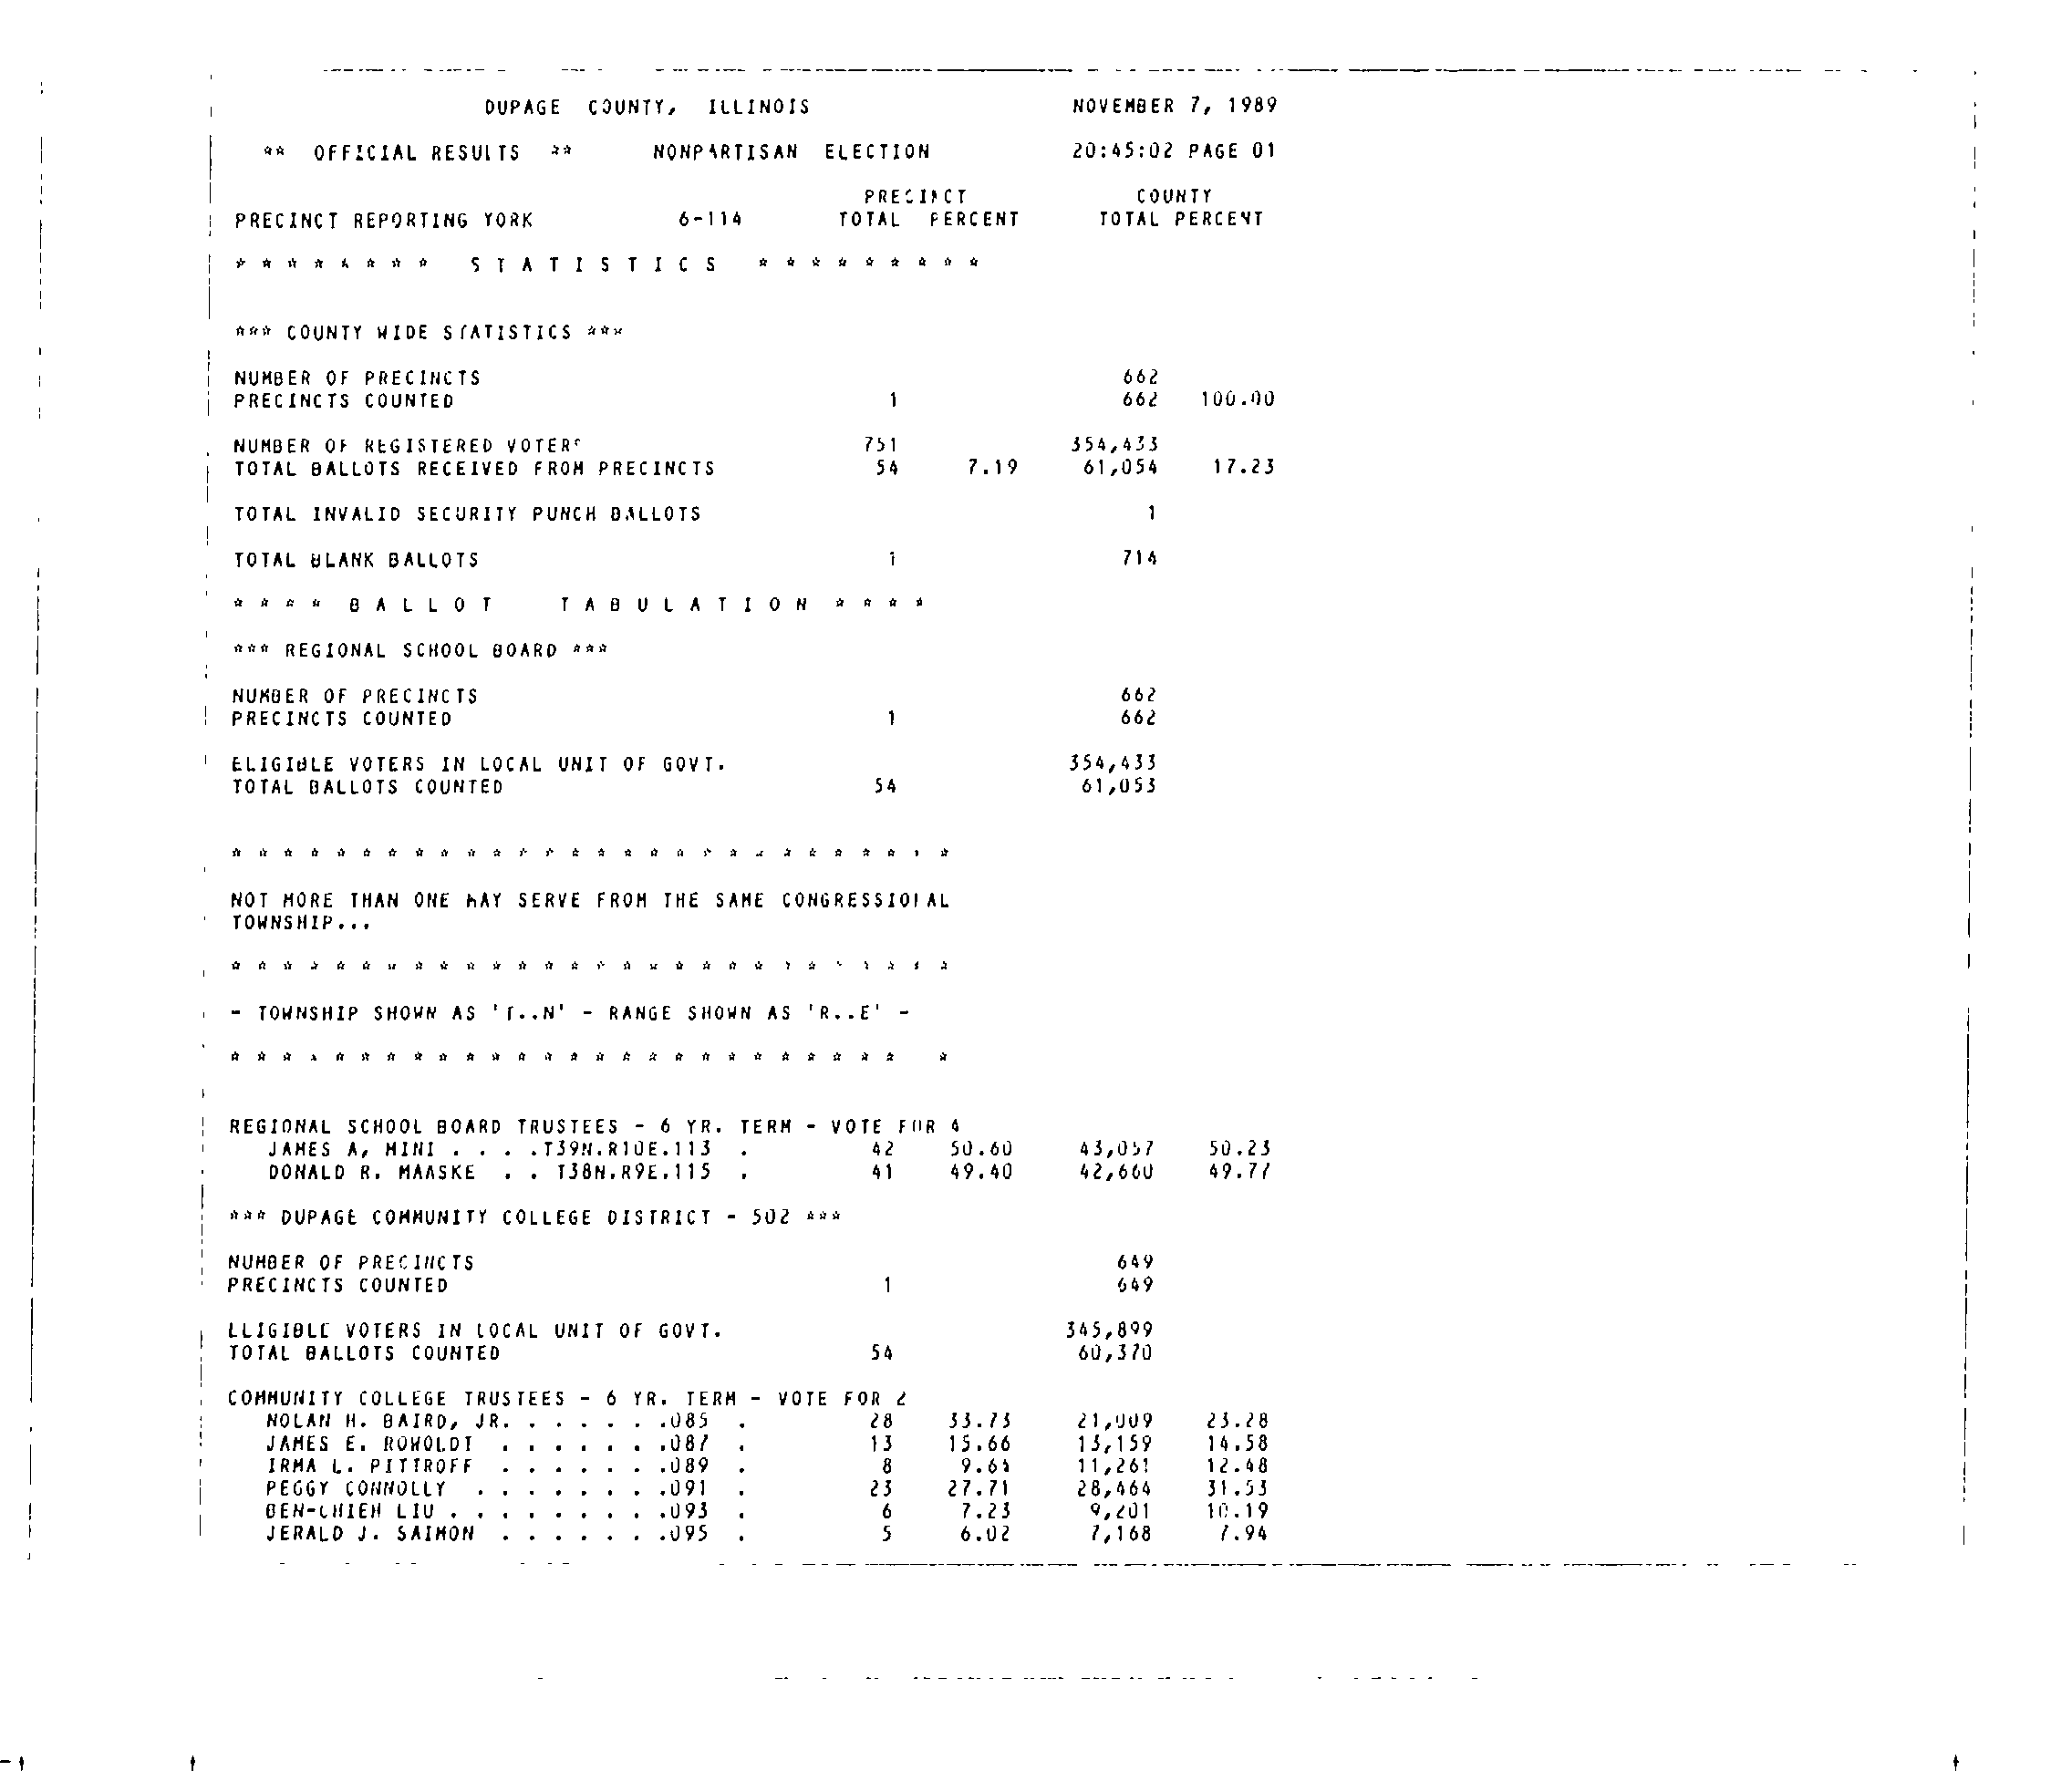 DUPAGE COUNTY, ILLINOIS NOVEMBER 7, 1989
** OFFICIAL RESULTS ** NONPARTISAN ELECTION 20:45:02 PAGE 01
PRECINCT COUNTY
PRECINCT REPORTING YORK 6-114 TOTAL PERCENT TOTAL PERCENT
* * * * * * * * S T A T I S T I C S * * * * * * * * *
*** COUNTY WIDE STATISTICS ***
NUMBER OF PRECINCTS 662
PRECINCTS COUNTED 1 662 100.00
NUMBER OF REGISTERED VOTERS 751 354,433
TOTAL BALLOTS RECEIVED FROM PRECINCTS 54 7.19 61,054 17.23
TOTAL INVALID SECURITY PUNCH BALLOTS 1
TOTAL BLANK BALLOTS 1 714
* * * * B A L L O T T A B U L A T I O N * * * *
*** REGIONAL SCHOOL BOARD ***
NUMBER OF PRECINCTS 662
PRECINCTS COUNTED 1 662
ELIGIBLE VOTERS IN LOCAL UNIT OF GOVT. 354,433
TOTAL BALLOTS COUNTED 54 61,053
* * * * * * * * * * * * * * * * * * * * * * * * * * * *
NOT MORE THAN ONE MAY SERVE FROM THE SAME CONGRESSIONAL
TOWNSHIP...
* * * * * * * * * * * * * * * * * * * * * * * * * * * *
- TOWNSHIP SHOWN AS 'T..N' - RANGE SHOWN AS 'R..E' -
* * * * * * * * * * * * * * * * * * * * * * * * * * *
REGIONAL SCHOOL BOARD TRUSTEES - 6 YR. TERM - VOTE FOR 4
JAMES A. MINI . . . .T39N.R10E.113 . 42 50.60 43,057 50.23
DONALD R. MAASKE . . T38N.R9E.115 . 41 49.40 42,660 49.77
*** DUPAGE COMMUNITY COLLEGE DISTRICT - 502 ***
NUMBER OF PRECINCTS 649
PRECINCTS COUNTED 1 649
ELIGIBLE VOTERS IN LOCAL UNIT OF GOVT. 345,899
TOTAL BALLOTS COUNTED 54 60,370
COMMUNITY COLLEGE TRUSTEES - 6 YR. TERM - VOTE FOR 2
NOLAN H. BAIRD, JR. . . . . . .085 . 28 33.73 21,009 23.28
JAMES E. ROWOLDT . . . . . . .087 . 13 15.66 13,159 14.58
IRMA L. PITTROFF . . . . . . .089 . 8 9.64 11,261 12.48
PEGGY CONNOLLY . . . . . . . .091 . 23 27.71 28,464 31.53
BEN-CHIEH LIU . . . . . . . . .093 . 6 7.23 9,201 10.19
JERALD J. SAIMON . . . . . . .095 . 5 6.02 7,168 7.94